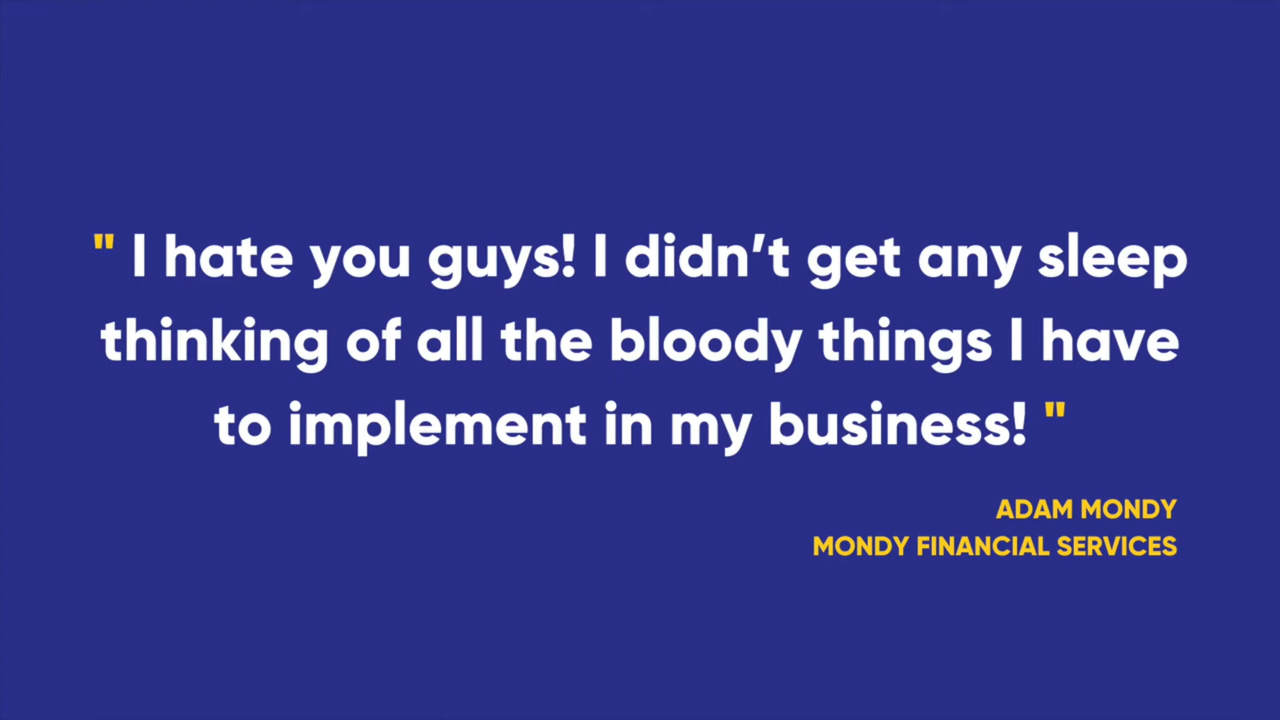 " I hate you guys! I didn’t get any sleep
thinking of all the bloody things I have
to implement in my business! "
ADAM MONDY
MONDY FINANCIAL SERVICES